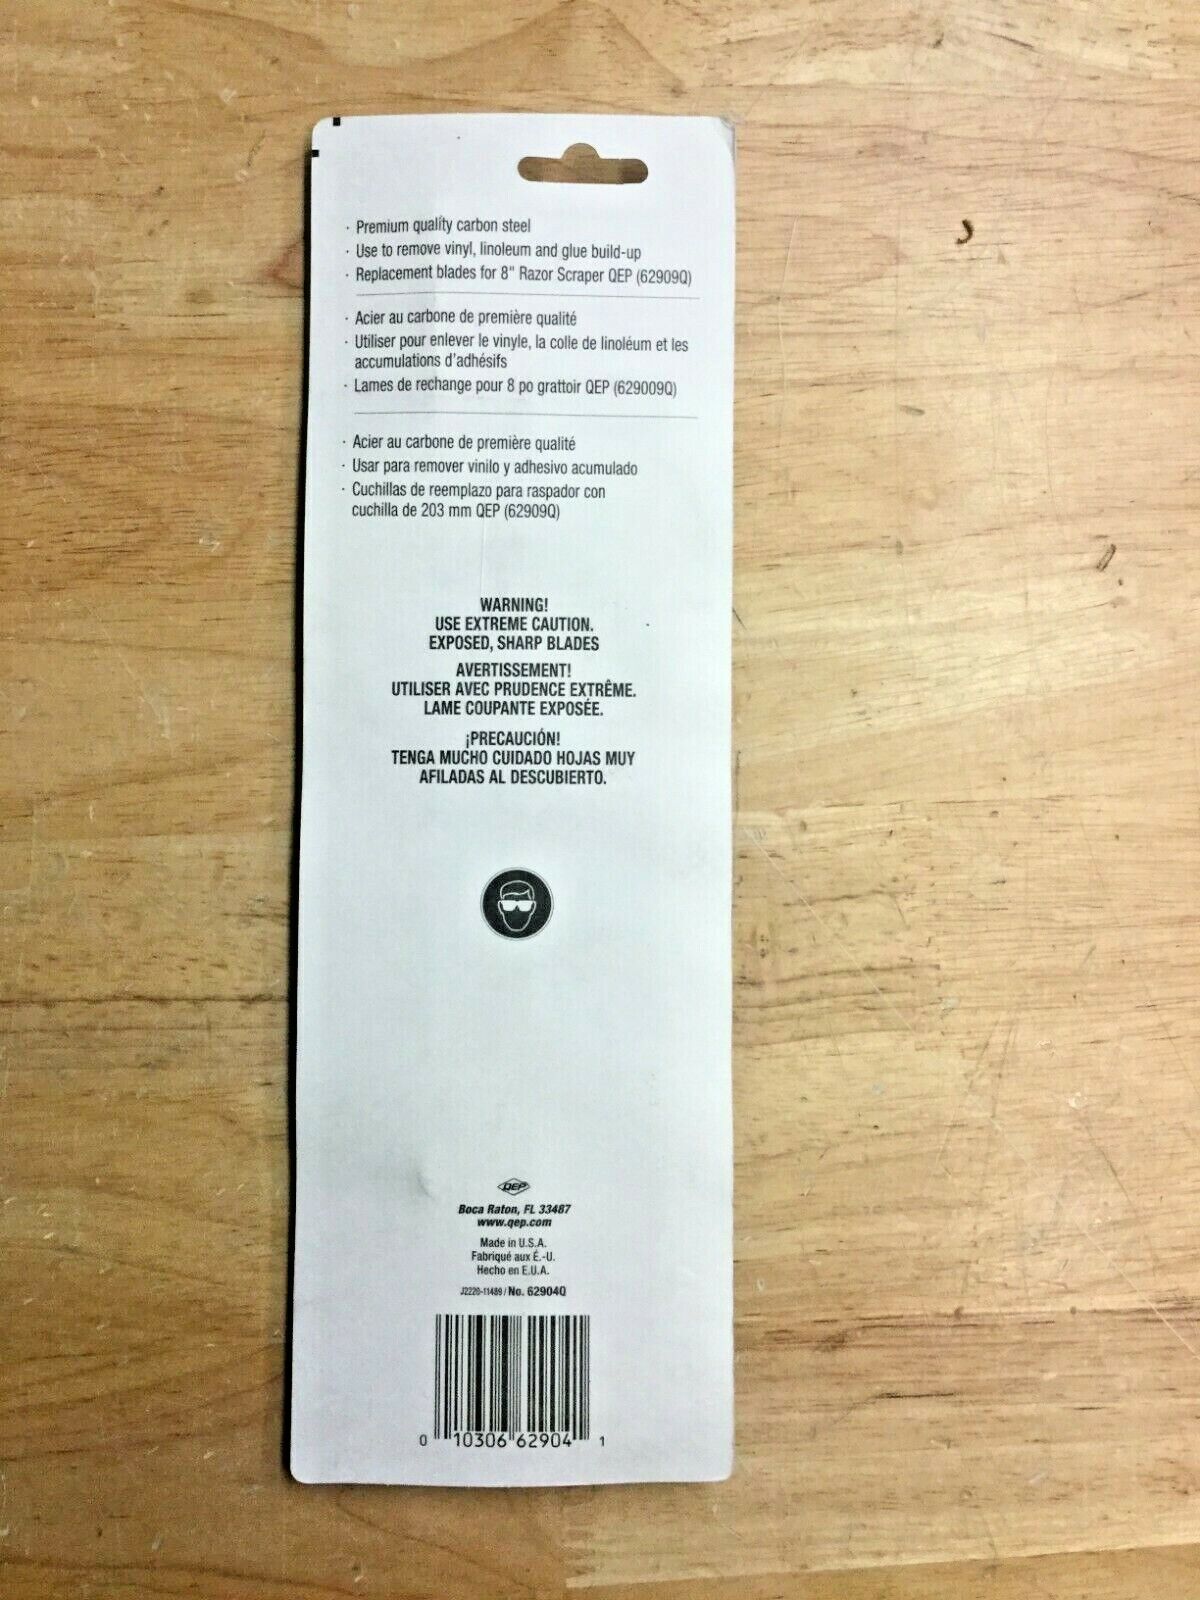 · Premium quality carbon steel
· Use to remove vinyl, linoleum and glue build-up
· Replacement blades for 8" Razor Scraper QEP (62909Q)
· Acier au carbone de première qualité
· Utiliser pour enlever le vinyle, la colle de linoléum et les
accumulations d'adhésifs
· Lames de rechange pour 8 po grattoir QEP (629009Q)
· Acier au carbone de première qualité
· Usar para remover vinilo y adhesivo acumulado
· Cuchillas de reemplazo para raspador con
cuchilla de 203 mm QEP (62909Q)
WARNING!
USE EXTREME CAUTION.
EXPOSED, SHARP BLADES
AVERTISSEMENT!
UTILISER AVEC PRUDENCE EXTRÊME.
LAME COUPANTE EXPOSÉE.
¡PRECAUCIÓN!
TENGA MUCHO CUIDADO HOJAS MUY
AFILADAS AL DESCUBIERTO.
QEP
Boca Raton, FL 33487
www.qep.com
Made in U.S.A.
Fabriqué aux É.-U.
Hecho en E.U.A.
J2220-11489 / No. 62904Q
0 10306 62904 1